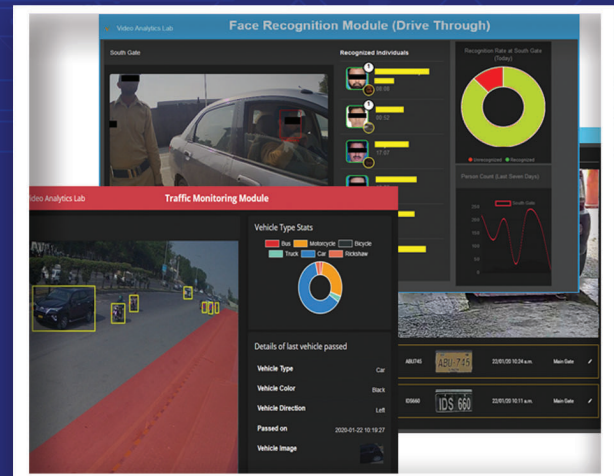 Video Analytics Lab
Face Recognition Module (Drive Through)
South Gate
Recognized Individuals
Recognition Rate at South Gate
(Today)
Unrecognized
Recognized
Person Count (Last Seven Days)
South Gate
Video Analytics Lab
Traffic Monitoring Module
Vehicle Type Stats
Bus Motorcycle Bicycle
Truck Car Rickshaw
Details of last vehicle passed
Vehicle Type Car
Vehicle Color Black
Vehicle Direction Left
Passed on 2020-01-22 10:19:27
Vehicle Image
ABU745 ABU-745 22/01/20 10:24 a.m. Main Gate
IDS660 IDS 660 22/01/20 10:11 a.m. Main Gate